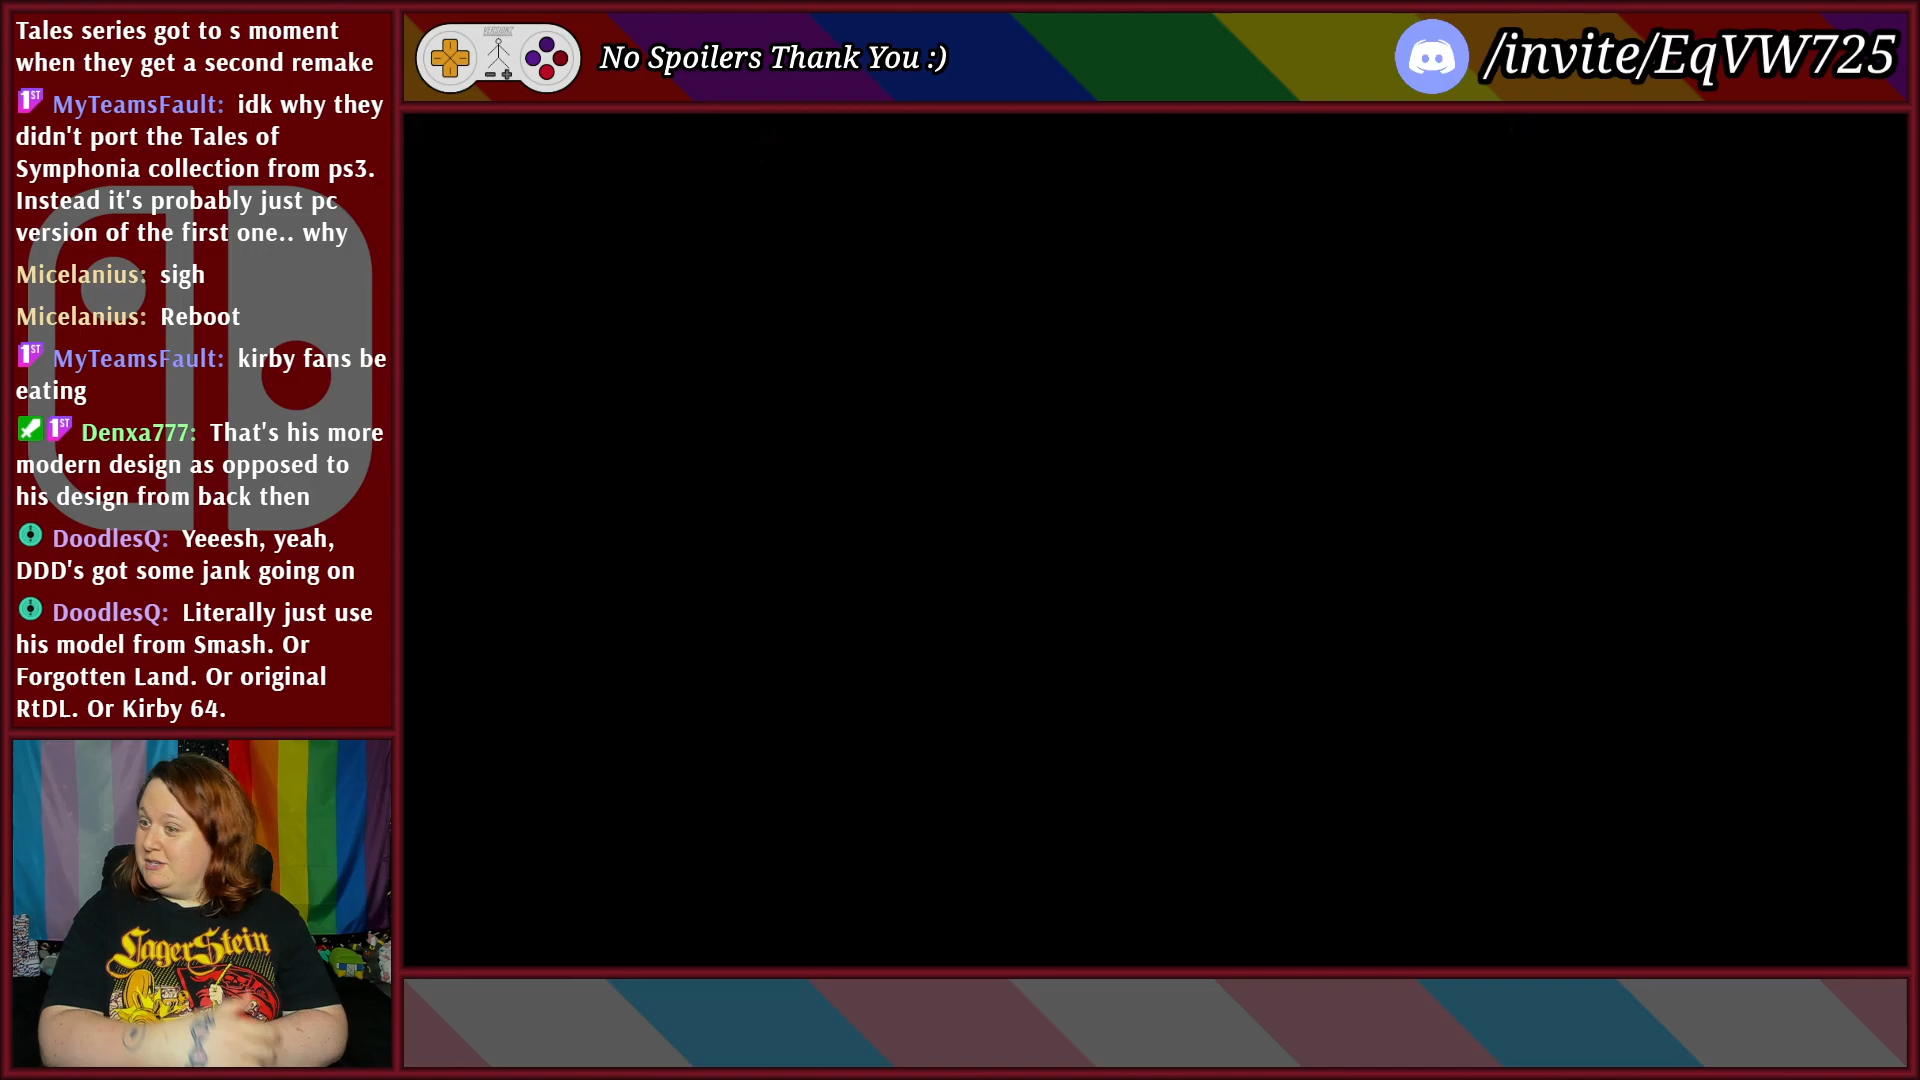 Tales series got to s moment
when they get a second remake
1ST MyTeamsFault: idk why they
didn't port the Tales of
Symphonia collection from ps3.
Instead it's probably just pc
version of the first one.. why
Micelanius: sigh
Micelanius: Reboot
1ST MyTeamsFault: kirby fans be
eating
1ST Denxa777: That's his more
modern design as opposed to
his design from back then
DoodlesQ: Yeeesh, yeah,
DDD's got some jank going on
DoodlesQ: Literally just use
his model from Smash. Or
Forgotten Land. Or original
RtDL. Or Kirby 64.
No Spoilers Thank You :)
/invite/EqVW725
LagerStein